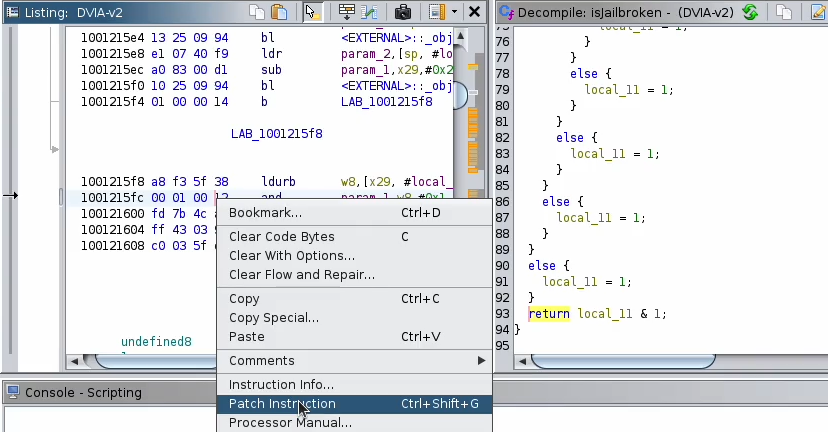 Listing: DVIA-v2
1001215e4 13 25 09 94 bl <EXTERNAL>::_obj
1001215e8 e1 07 40 f9 ldr param_2,[sp, #lo
1001215ec a0 83 00 d1 sub param_1,x29,#0x2
1001215f0 10 25 09 94 bl <EXTERNAL>::_obj
1001215f4 01 00 00 14 b LAB_1001215f8
LAB_1001215f8
1001215f8 a8 f3 5f 38 ldurb w8,[x29, #local_
1001215fc 00 01 00 12 and param_1,w8,#0x1
100121600 fd 7b 4c
100121604 ff 43 03
100121608 c0 03 5f
undefined8
Bookmark... Ctrl+D
Clear Code Bytes C
Clear With Options...
Clear Flow and Repair...
Copy Ctrl+C
Copy Special...
Paste Ctrl+V
Comments
Instruction Info...
Patch Instruction Ctrl+Shift+G
Processor Manual...
Console - Scripting
Decompile: isJailbroken - (DVIA-v2)
75 local_11 = 1;
76 }
77 }
78 else {
79 local_11 = 1;
80 }
81 }
82 else {
83 local_11 = 1;
84 }
85 }
86 else {
87 local_11 = 1;
88 }
89 }
90 else {
91 local_11 = 1;
92 }
93 return local_11 & 1;
94 }
95